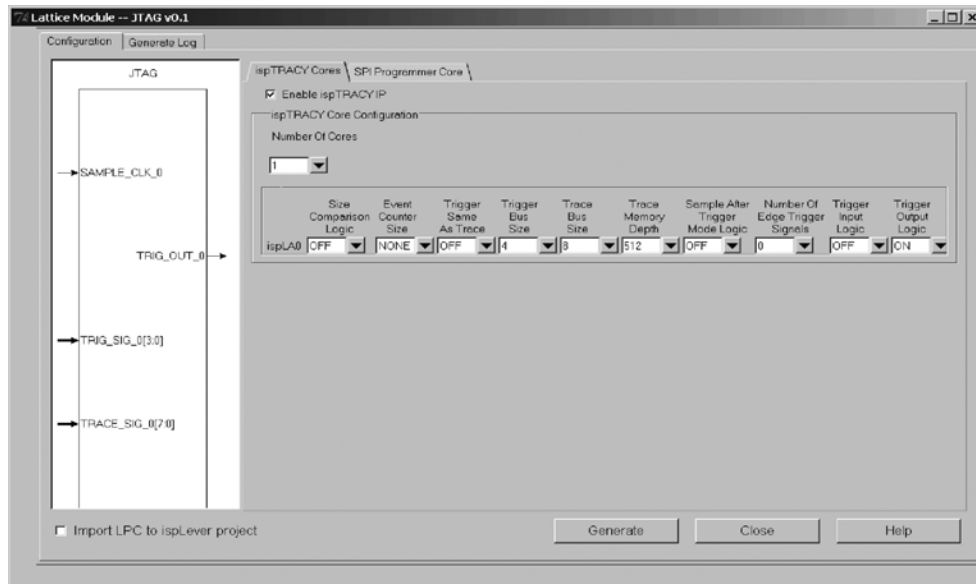 Lattice Module -- JTAG v0.1
Configuration
Generate Log
JTAG
SAMPLE_CLK_0
TRIG_OUT_0
TRIG_SIG_0[3:0]
TRACE_SIG_0[7:0]
ispTRACY Cores
SPI Programmer Core
Enable ispTRACY IP
ispTRACY Core Configuration
Number Of Cores
1
Size Event Trigger Trigger Trace Trace Sample After Number Of Trigger Trigger
Comparison Counter Same Bus Bus Memory Trigger Edge Trigger Input Output
Logic Size As Trace Size Size Depth Mode Logic Signals Logic Logic
ispLA0 OFF NONE OFF 4 8 512 OFF 0 OFF ON
Import LPC to ispLever project
Generate
Close
Help